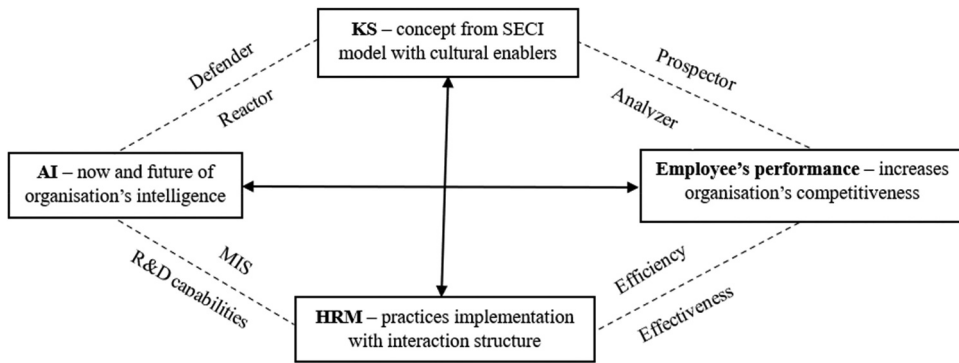 KS – concept from SECI
model with cultural enablers
Defender
Reactor
Prospector
Analyzer
AI – now and future of
organisation's intelligence
Employee's performance – increases
organisation's competitiveness
MIS
R&D capabilities
Efficiency
Effectiveness
HRM – practices implementation
with interaction structure